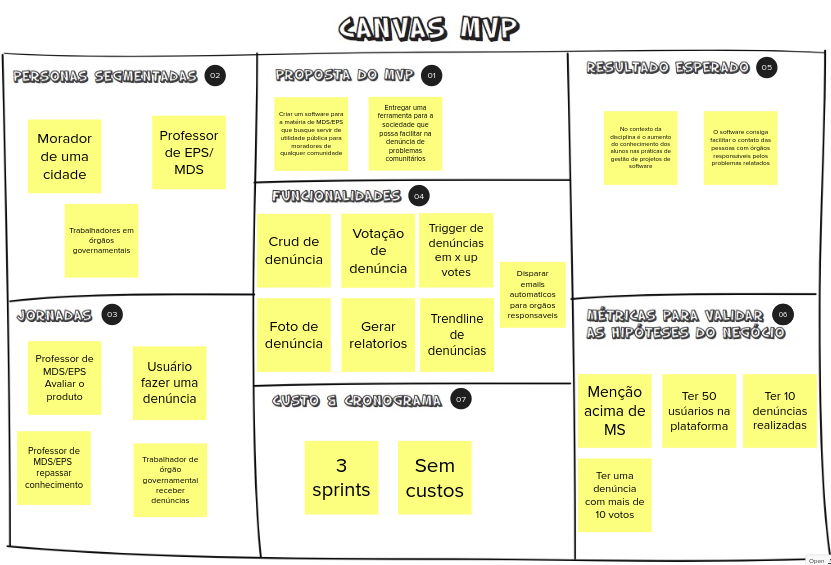 CANVAS MVP
PERSONAS SEGMENTADAS 02
Morador
de uma
cidade
Professor
de EPS/
MDS
Trabalhadores em
órgãos
governamentais
PROPOSTA DO MVP 01
Criar um software para
a matéria de MDS/EPS
que busque servir de
utilidade pública para
moradores de
qualquer comunidade
Entregar uma
ferramenta para a
sociedade que
possa facilitar na
denúncia de
problemas
comunitários
RESULTADO ESPERADO 05
No contexto da
disciplina é o aumento
do conhecimento dos
alunos nas práticas de
gestão de projetos de
software
O software consiga
facilitar o contato das
pessoas com órgãos
responsáveis pelos
problemas relatados
JORNADAS 03
Professor de
MDS/EPS
Avaliar o
produto
Usuário
fazer uma
denúncia
Professor de
MDS/EPS
repassar
conhecimento
Trabalhador de
órgão
governamental
receber
denúncias
FUNCIONALIDADES 04
Crud de
denúncia
Votação
de
denúncia
Trigger de
denúncias
em x up
votes
Disparar
emails
automaticos
para orgãos
responsaveis
Foto de
denúncia
Gerar
relatorios
Trendline
de
denúncias
CUSTO & CRONOGRAMA 07
3
sprints
Sem
custos
MÉTRICAS PARA VALIDAR 06
AS HIPÓTESES DO NEGÓCIO
Menção
acima de
MS
Ter 50
usúarios na
plataforma
Ter 10
denúncias
realizadas
Ter uma
denúncia
com mais de
10 votos
Open